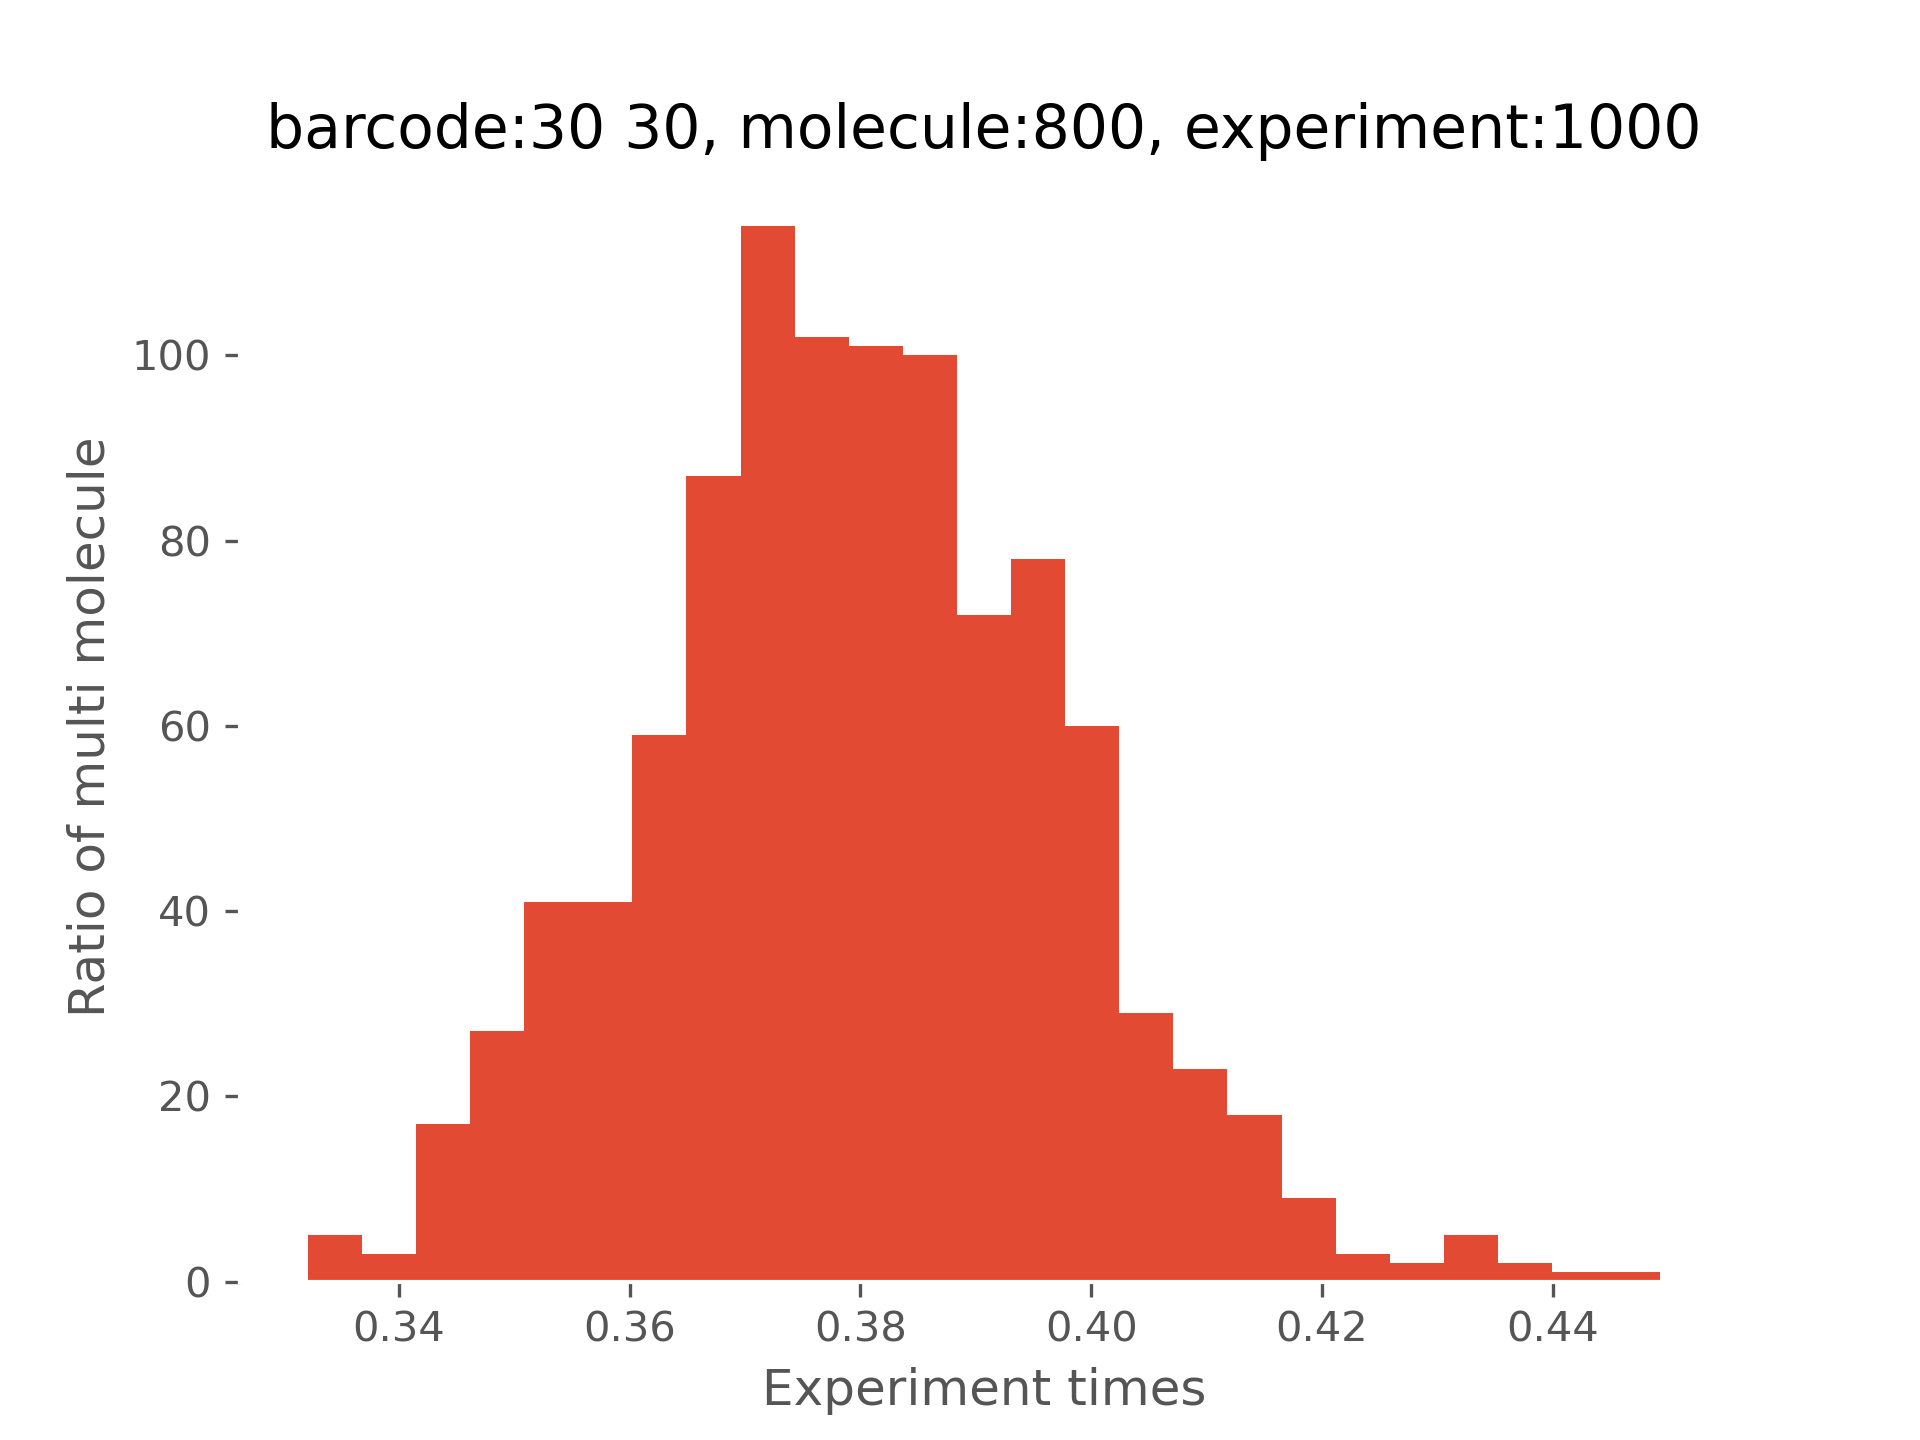 barcode:30 30, molecule:800, experiment:1000
Ratio of multi molecule
100
80
60
40
20
0
0.34 0.36 0.38 0.40 0.42 0.44
Experiment times